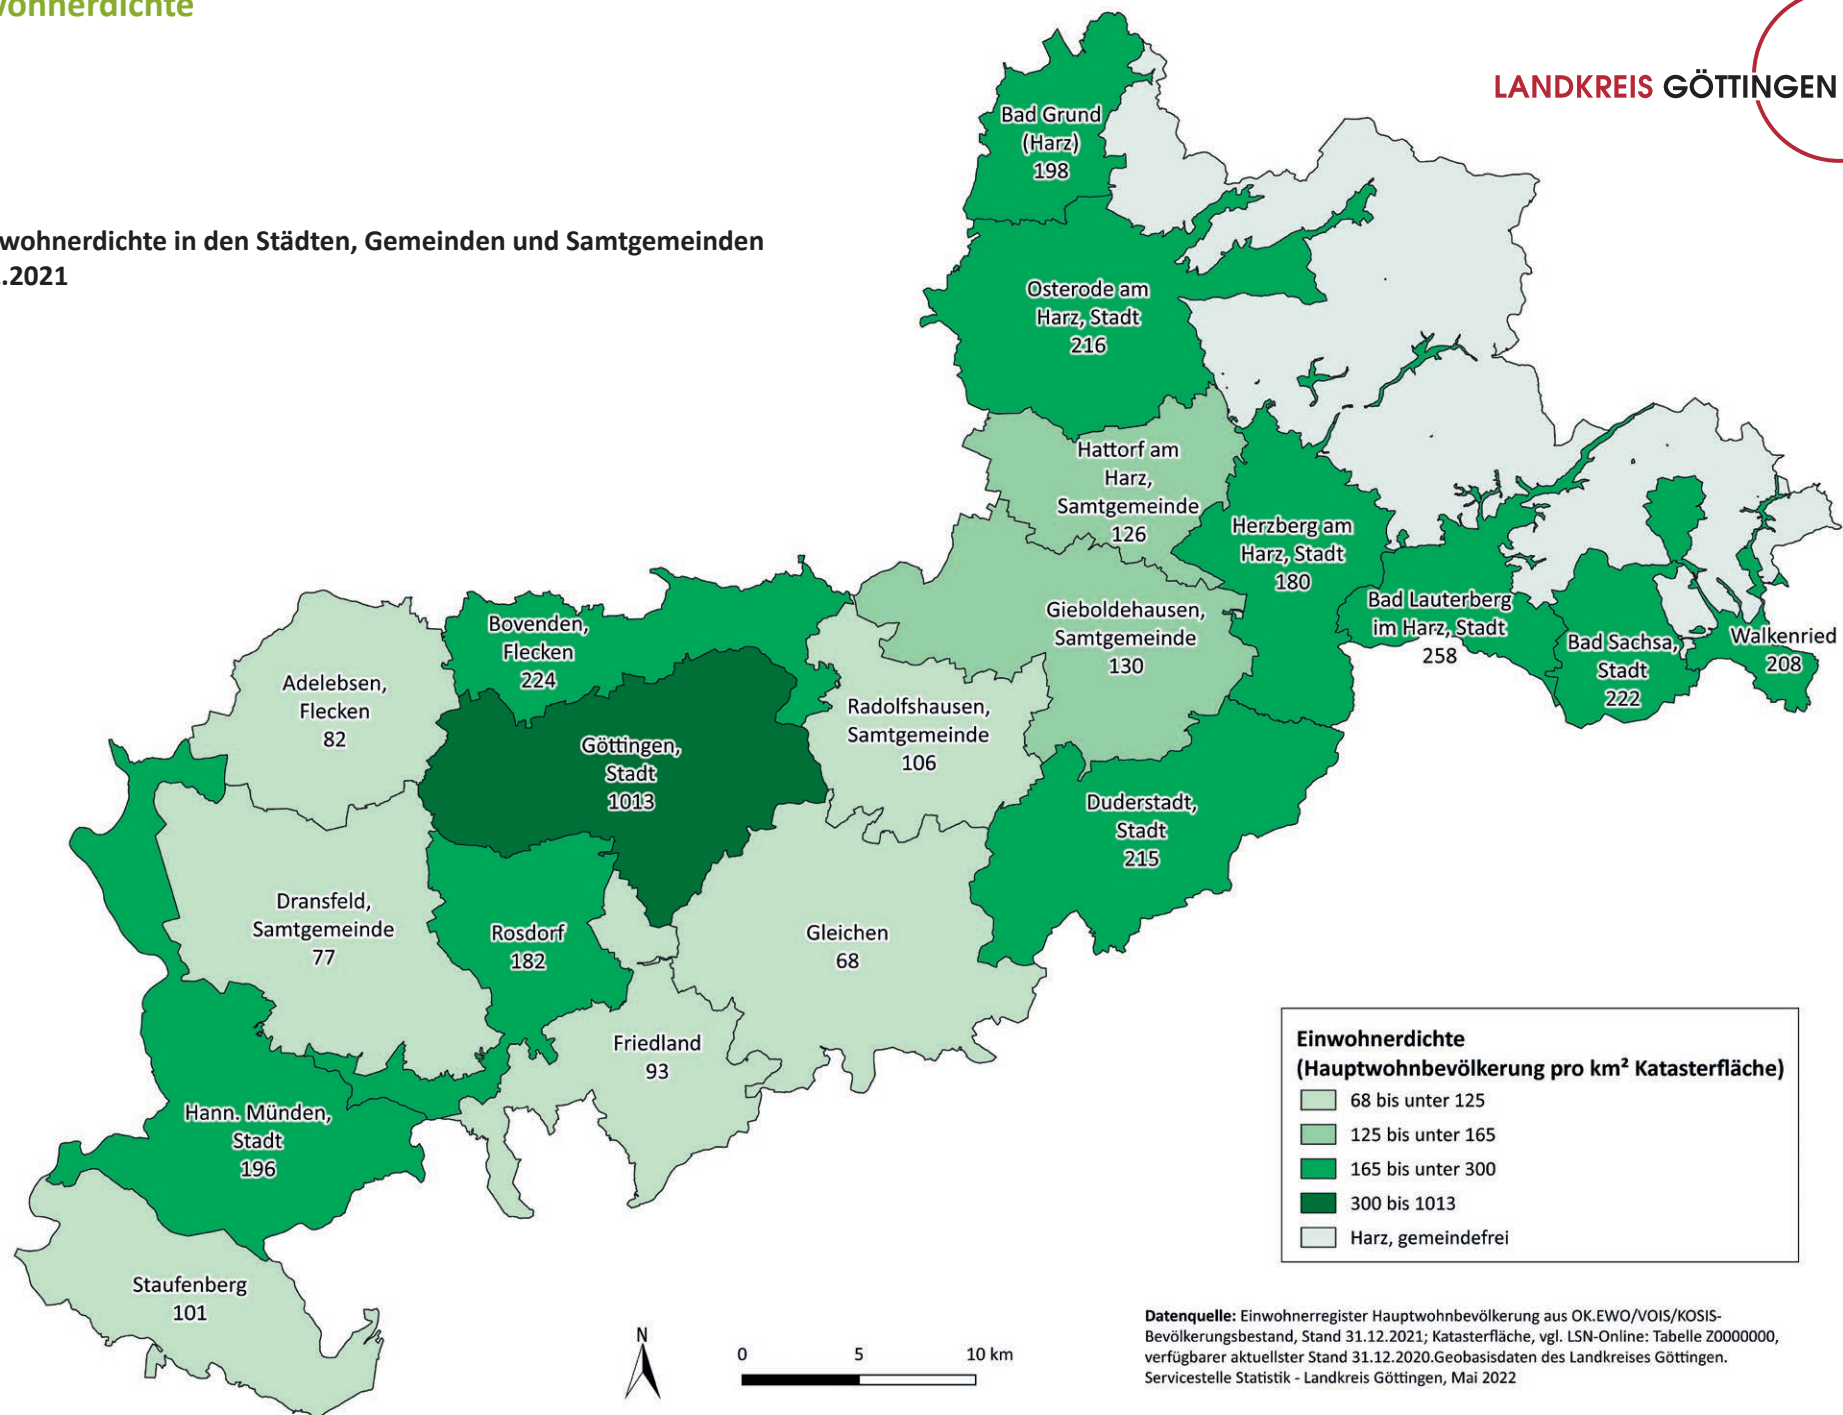 wohnerdichte
LANDKREIS GÖTTINGEN
wohnerdichte in den Städten, Gemeinden und Samtgemeinden
.2021
Bad Grund
(Harz)
198
Osterode am
Harz, Stadt
216
Hattorf am
Harz,
Samtgemeinde
126
Herzberg am
Harz, Stadt
180
Gieboldehausen,
Samtgemeinde
130
Bad Lauterberg
im Harz, Stadt
258
Bad Sachsa,
Stadt
222
Walkenried
208
Bovenden,
Flecken
224
Adelebsen,
Flecken
82
Göttingen,
Stadt
1013
Radolfshausen,
Samtgemeinde
106
Duderstadt,
Stadt
215
Dransfeld,
Samtgemeinde
77
Rosdorf
182
Gleichen
68
Friedland
93
Hann. Münden,
Stadt
196
Staufenberg
101
Einwohnerdichte
(Hauptwohnbevölkerung pro km² Katasterfläche)
68 bis unter 125
125 bis unter 165
165 bis unter 300
300 bis 1013
Harz, gemeindefrei
N
0 5 10 km
Datenquelle: Einwohnerregister Hauptwohnbevölkerung aus OK.EWO/VOIS/KOSIS-
Bevölkerungsbestand, Stand 31.12.2021; Katasterfläche, vgl. LSN-Online: Tabelle Z0000000,
verfügbarer aktuellster Stand 31.12.2020.Geobasisdaten des Landkreises Göttingen.
Servicestelle Statistik - Landkreis Göttingen, Mai 2022